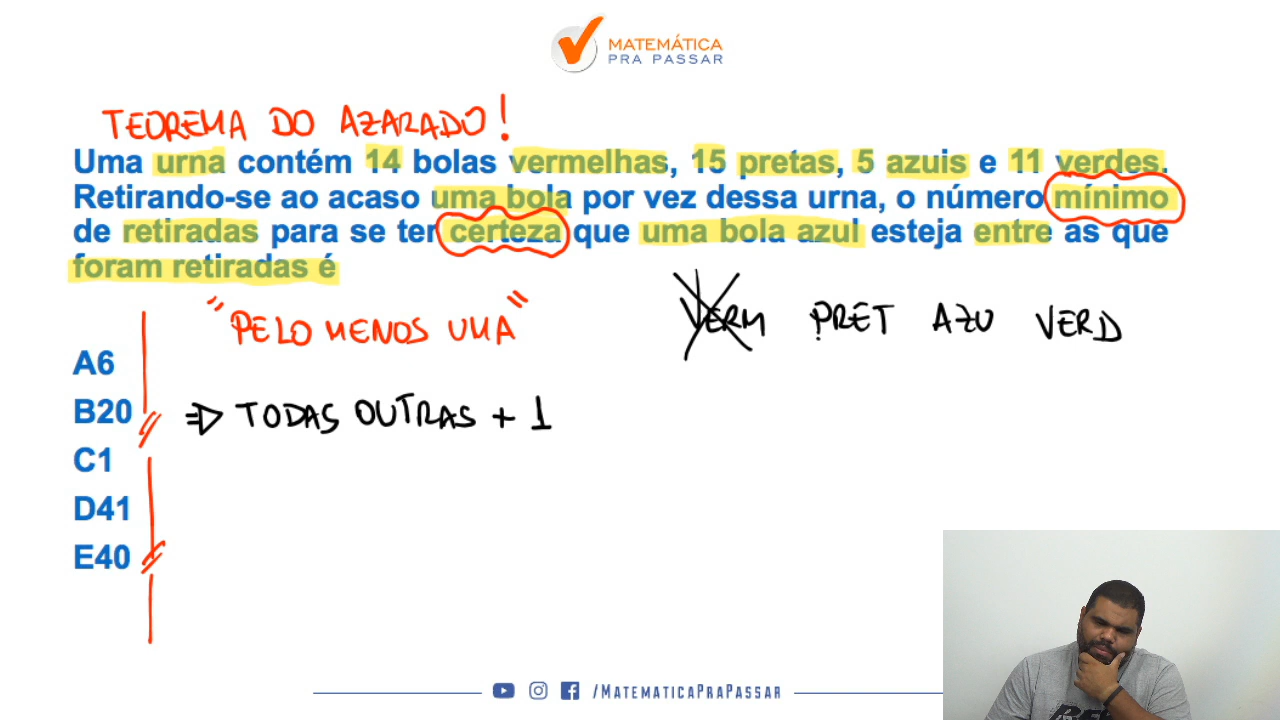 MATEMÁTICA
PRA PASSAR
TEOREMA DO AZARADO!
Uma urna contém 14 bolas vermelhas, 15 pretas, 5 azuis e 11 verdes.
Retirando-se ao acaso uma bola por vez dessa urna, o número mínimo
de retiradas para se ter certeza que uma bola azul esteja entre as que
foram retiradas é
"PELO MENOS UMA"
VERM PRET AZU VERD
A6
B20
⇒ TODAS OUTRAS + 1
C1
D41
E40
/MATEMATICAPRAPASSAR